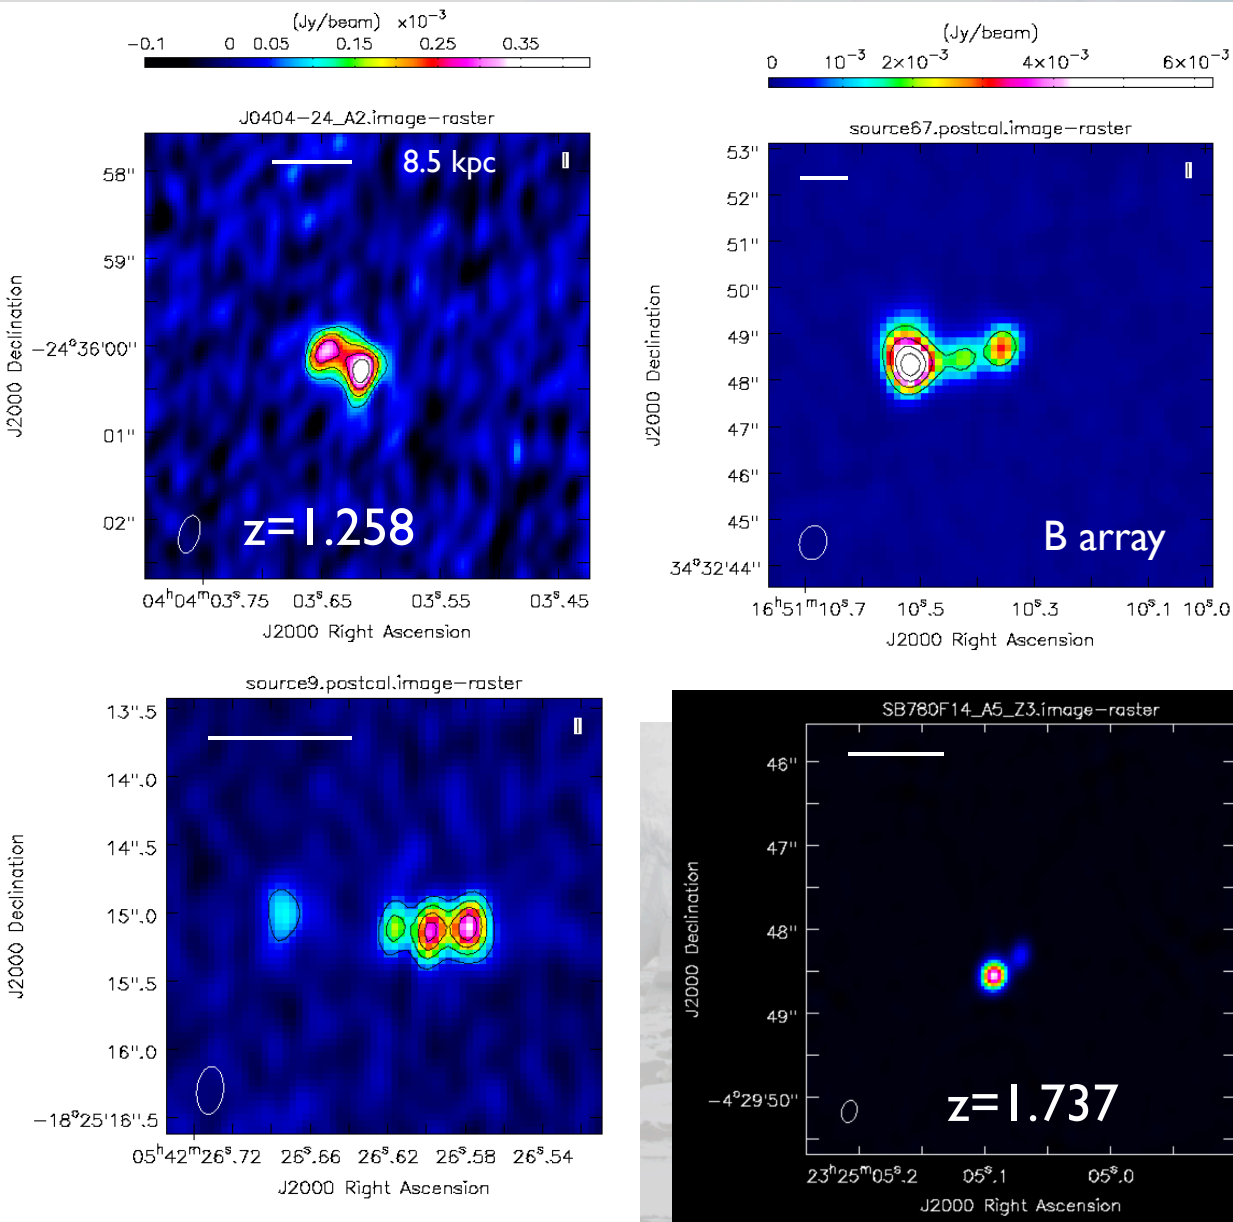 (Jy/beam) ×10⁻³
−0.1 0 0.05 0.15 0.25 0.35
J0404−24_A2.image−raster
8.5 kpc
I
58"
59"
−24°36'00"
01"
02"
J2000 Declination
z=1.258
04ʰ04ᵐ03ˢ.75 03ˢ.65 03ˢ.55 03ˢ.45
J2000 Right Ascension
(Jy/beam)
0 10⁻³ 2×10⁻³ 4×10⁻³ 6×10⁻³
source67.postcal.image−raster
I
53"
52"
51"
50"
49"
48"
47"
46"
45"
34°32'44"
J2000 Declination
B array
16ʰ51ᵐ10ˢ.7 10ˢ.5 10ˢ.3 10ˢ.1 10ˢ.0
J2000 Right Ascension
source9.postcal.image−raster
I
13".5
14".0
14".5
15".0
15".5
16".0
−18°25'16".5
J2000 Declination
05ʰ42ᵐ26ˢ.72 26ˢ.66 26ˢ.62 26ˢ.58 26ˢ.54
J2000 Right Ascension
SB780F14_A5_Z3.image−raster
46"
47"
48"
49"
−4°29'50"
J2000 Declination
z=1.737
23ʰ25ᵐ05ˢ.2 05ˢ.1 05ˢ.0
J2000 Right Ascension